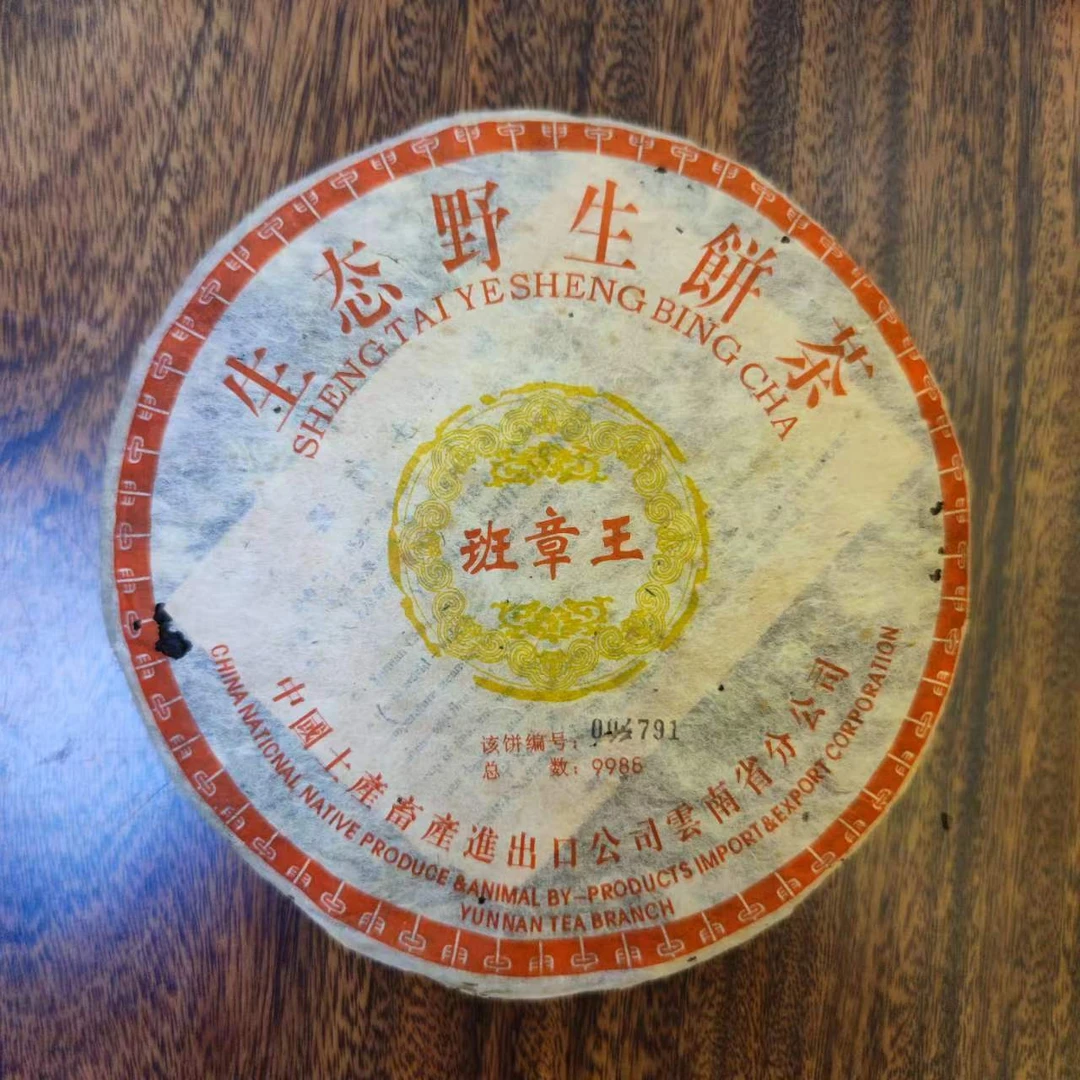 生态野生餅茶
SHENG TAI YE SHENG BING CHA
班章王
该饼编号: 004791
总 数: 9986
中國土產畜產進出口公司雲南省分公司
CHINA NATIONAL NATIVE PRODUCE & ANIMAL BY-PRODUCTS IMPORT & EXPORT CORPORATION
YUNNAN TEA BRANCH